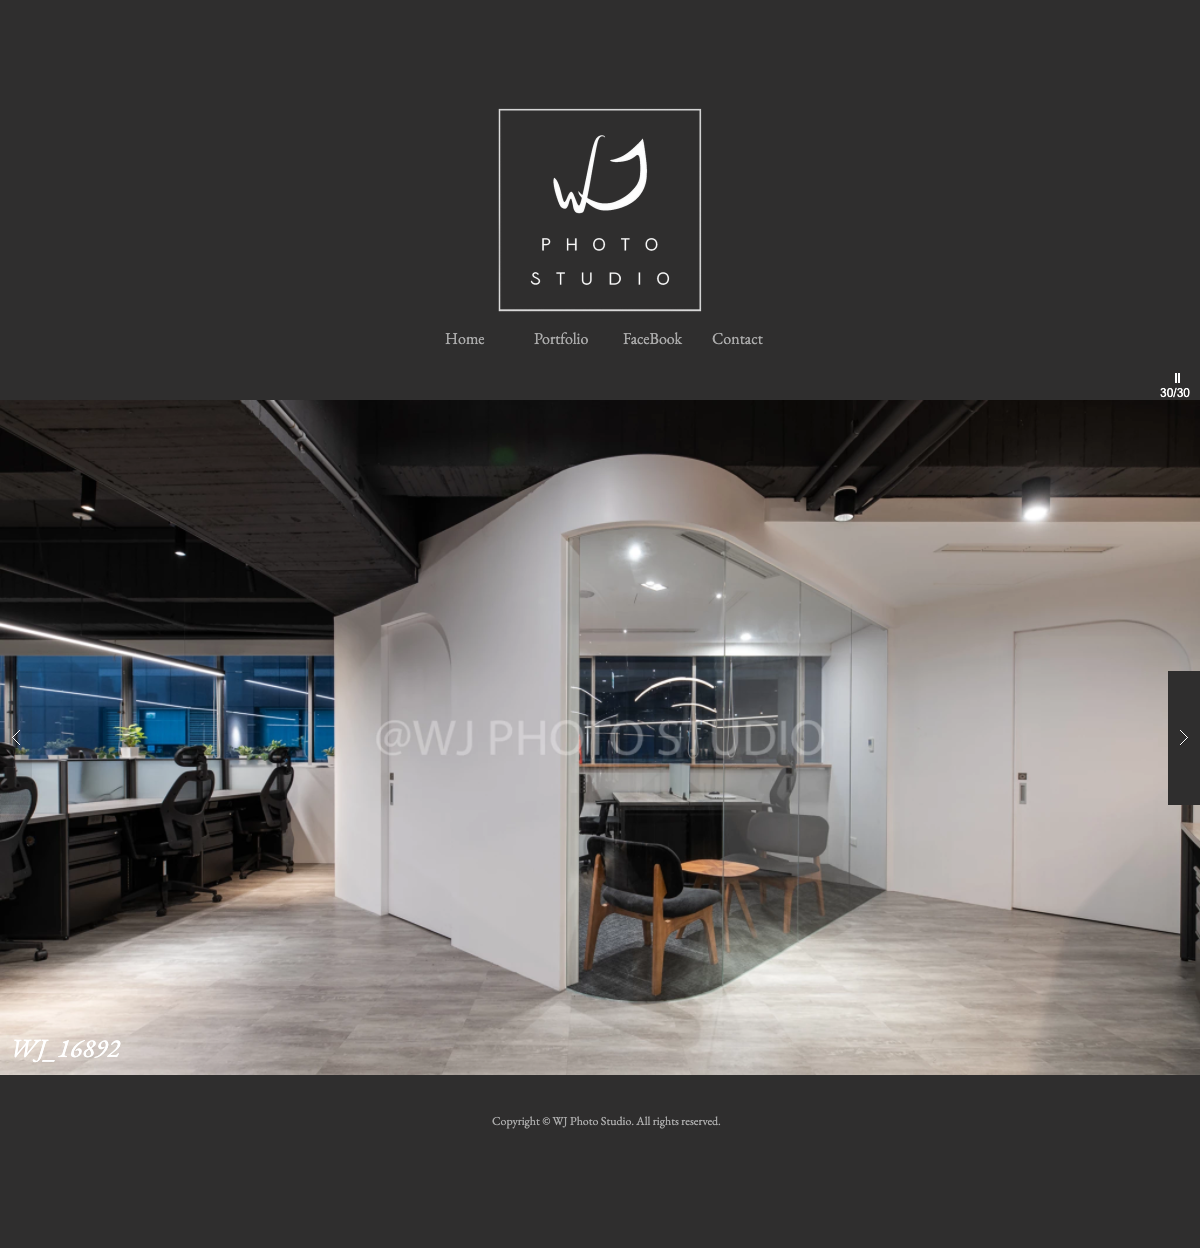 WJ
PHOTO
STUDIO
Home Portfolio FaceBook Contact
30/30
@WJ PHOTO STUDIO
WJ_16892
Copyright © WJ Photo Studio. All rights reserved.